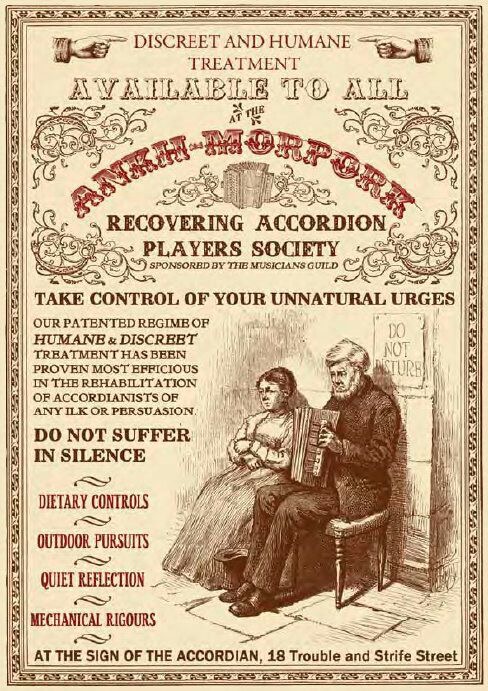 DISCREET AND HUMANE
TREATMENT
AVAILABLE TO ALL
AT THE
ANKH-MORPORK
RECOVERING ACCORDION
PLAYERS SOCIETY
SPONSORED BY THE MUSICIANS GUILD
TAKE CONTROL OF YOUR UNNATURAL URGES
OUR PATENTED REGIME OF
HUMANE & DISCREET
TREATMENT HAS BEEN
PROVEN MOST EFFICIOUS
IN THE REHABILITATION
OF ACCORDIANISTS OF
ANY ILK OR PERSUASION.
DO NOT SUFFER
IN SILENCE
DO
NOT
DISTURB
DIETARY CONTROLS
OUTDOOR PURSUITS
QUIET REFLECTION
MECHANICAL RIGOURS
AT THE SIGN OF THE ACCORDIAN, 18 Trouble and Strife Street